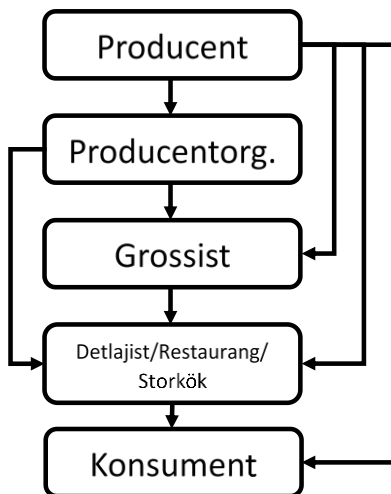 Producent
Producentorg.
Grossist
Detlajist/Restaurang/
Storkök
Konsument